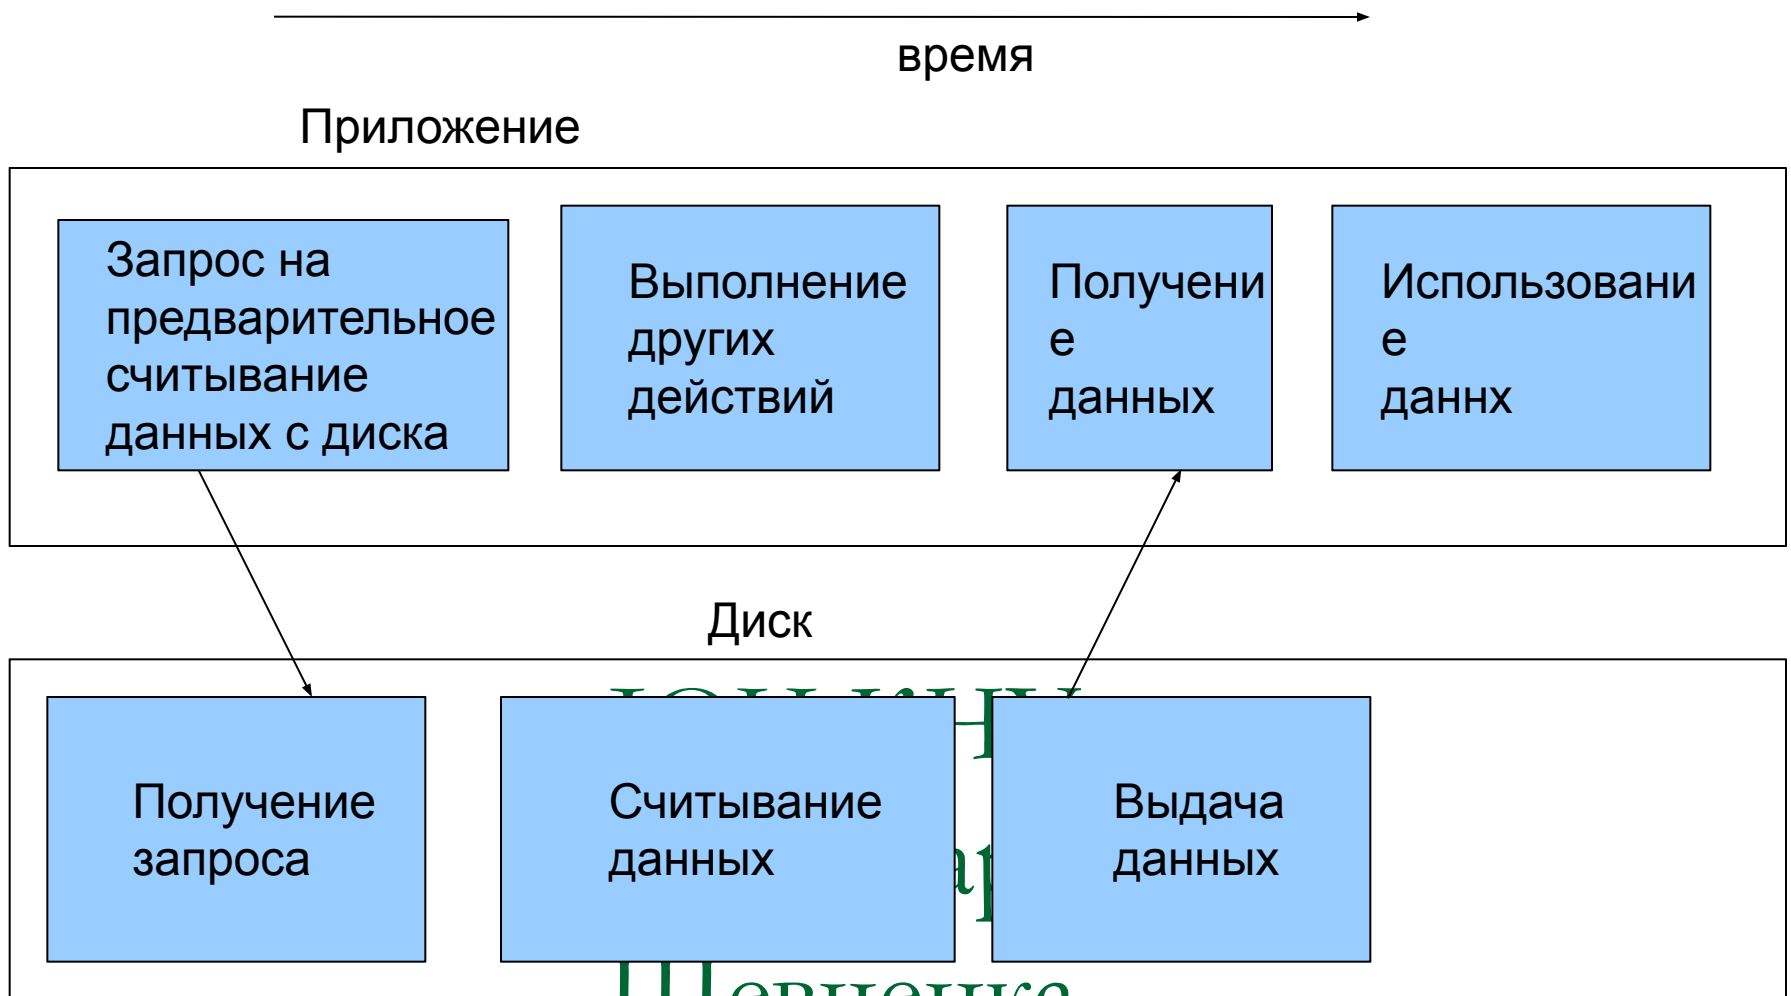 время
Приложение
Запрос на
предварительное
считывание
данных с диска
Выполнение
других
действий
Получени
е
данных
Использовани
е
даннх
Диск
Получение
запроса
Считывание
данных
Выдача
данных